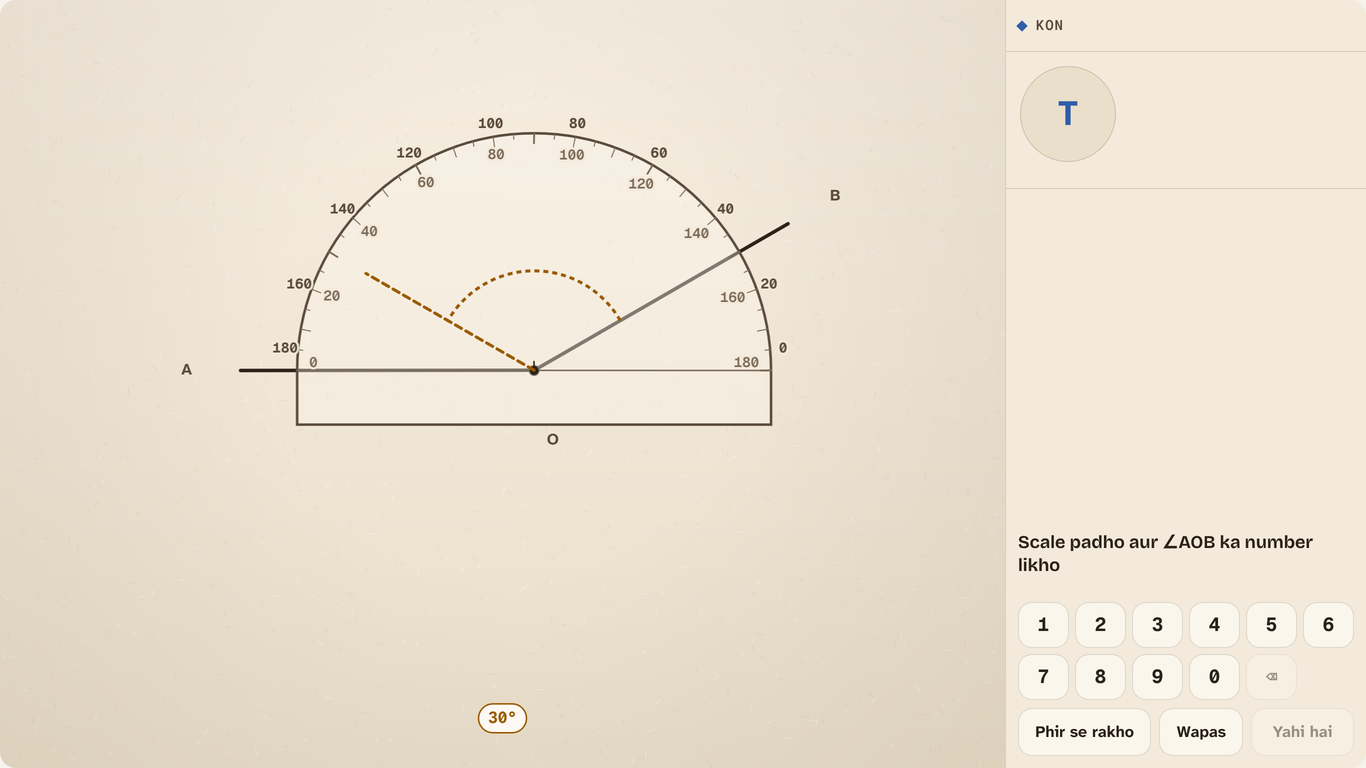 KON
T
100 80
80 100
120 60
60 120
140 40
40 140
B
160 20
20 160
180 0
0 180
A
O
Scale padho aur ∠AOB ka number
likho
1 2 3 4 5 6
7 8 9 0 ⌫
30°
Phir se rakho Wapas Yahi hai